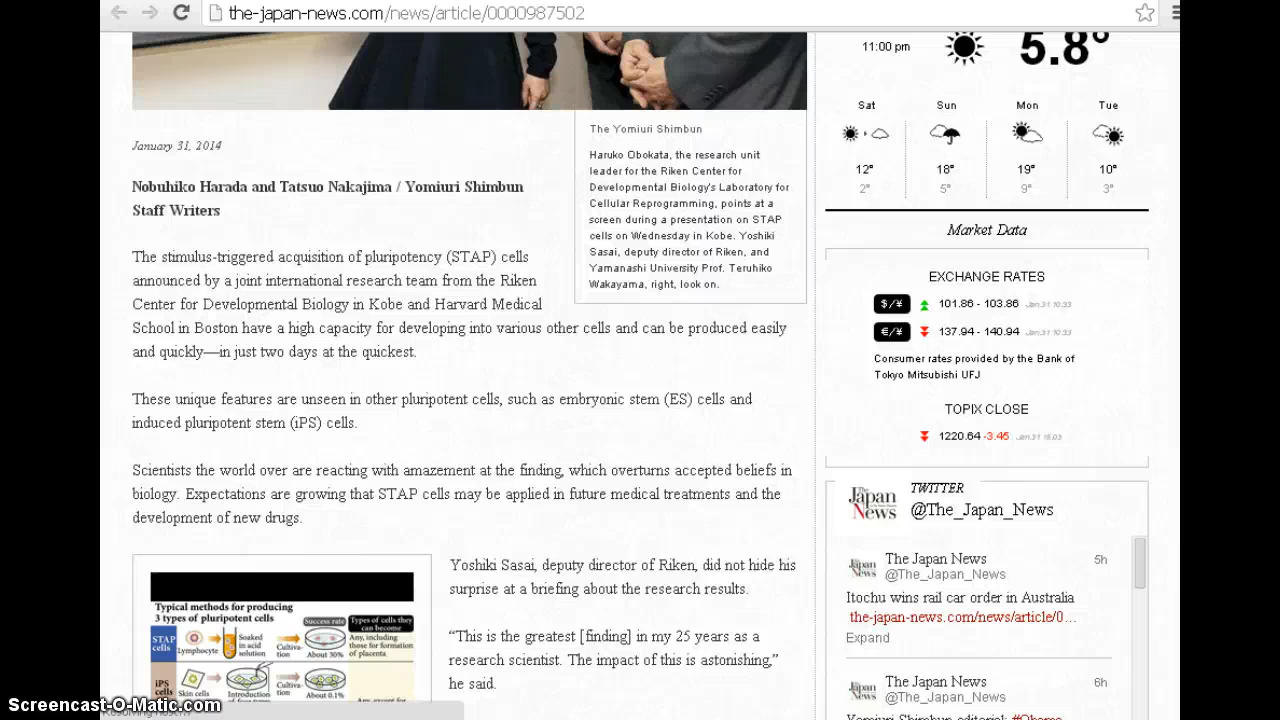 the-japan-news.com/news/article/0000987502
January 31, 2014
Nobuhiko Harada and Tatsuo Nakajima / Yomiuri Shimbun
Staff Writers
The stimulus-triggered acquisition of pluripotency (STAP) cells
announced by a joint international research team from the Riken
Center for Developmental Biology in Kobe and Harvard Medical
School in Boston have a high capacity for developing into various other cells and can be produced easily
and quickly—in just two days at the quickest.
These unique features are unseen in other pluripotent cells, such as embryonic stem (ES) cells and
induced pluripotent stem (iPS) cells.
Scientists the world over are reacting with amazement at the finding, which overturns accepted beliefs in
biology. Expectations are growing that STAP cells may be applied in future medical treatments and the
development of new drugs.
The Yomiuri Shimbun
Haruko Obokata, the research unit
leader for the Riken Center for
Developmental Biology's Laboratory for
Cellular Reprogramming, points at a
screen during a presentation on STAP
cells on Wednesday in Kobe. Yoshiki
Sasai, deputy director of Riken, and
Yamanashi University Prof. Teruhiko
Wakayama, right, look on.
Typical methods for producing
3 types of pluripotent cells
Success rate
Types of cells they
can become
STAP
cells
Lymphocyte
Soaked
in acid
solution
Cultiva-
tion
About 30%
Any, including
those for formation
of placenta.
iPS
cells
Skin cells
Introduction
Cultiva-
tion
About 0.1%
Any, except for
Yoshiki Sasai, deputy director of Riken, did not hide his
surprise at a briefing about the research results.
“This is the greatest [finding] in my 25 years as a
research scientist. The impact of this is astonishing,”
he said.
11:00 pm
5.8°
Sat Sun Mon Tue
12° 18° 19° 10°
2° 5° 9° 3°
Market Data
EXCHANGE RATES
$/¥ 101.86 - 103.86 Jan.31 10:33
€/¥ 137.94 - 140.94 Jan.31 10:33
Consumer rates provided by the Bank of
Tokyo Mitsubishi UFJ
TOPIX CLOSE
1220.64 -3.45 Jan.31 15:03
The Japan News
TWITTER
@The_Japan_News
The Japan News 5h
@The_Japan_News
Itochu wins rail car order in Australia
the-japan-news.com/news/article/0...
Expand
The Japan News 6h
@The_Japan_News
Yomiuri Shimbun editorial: #Obama
Screencast-O-Matic.com